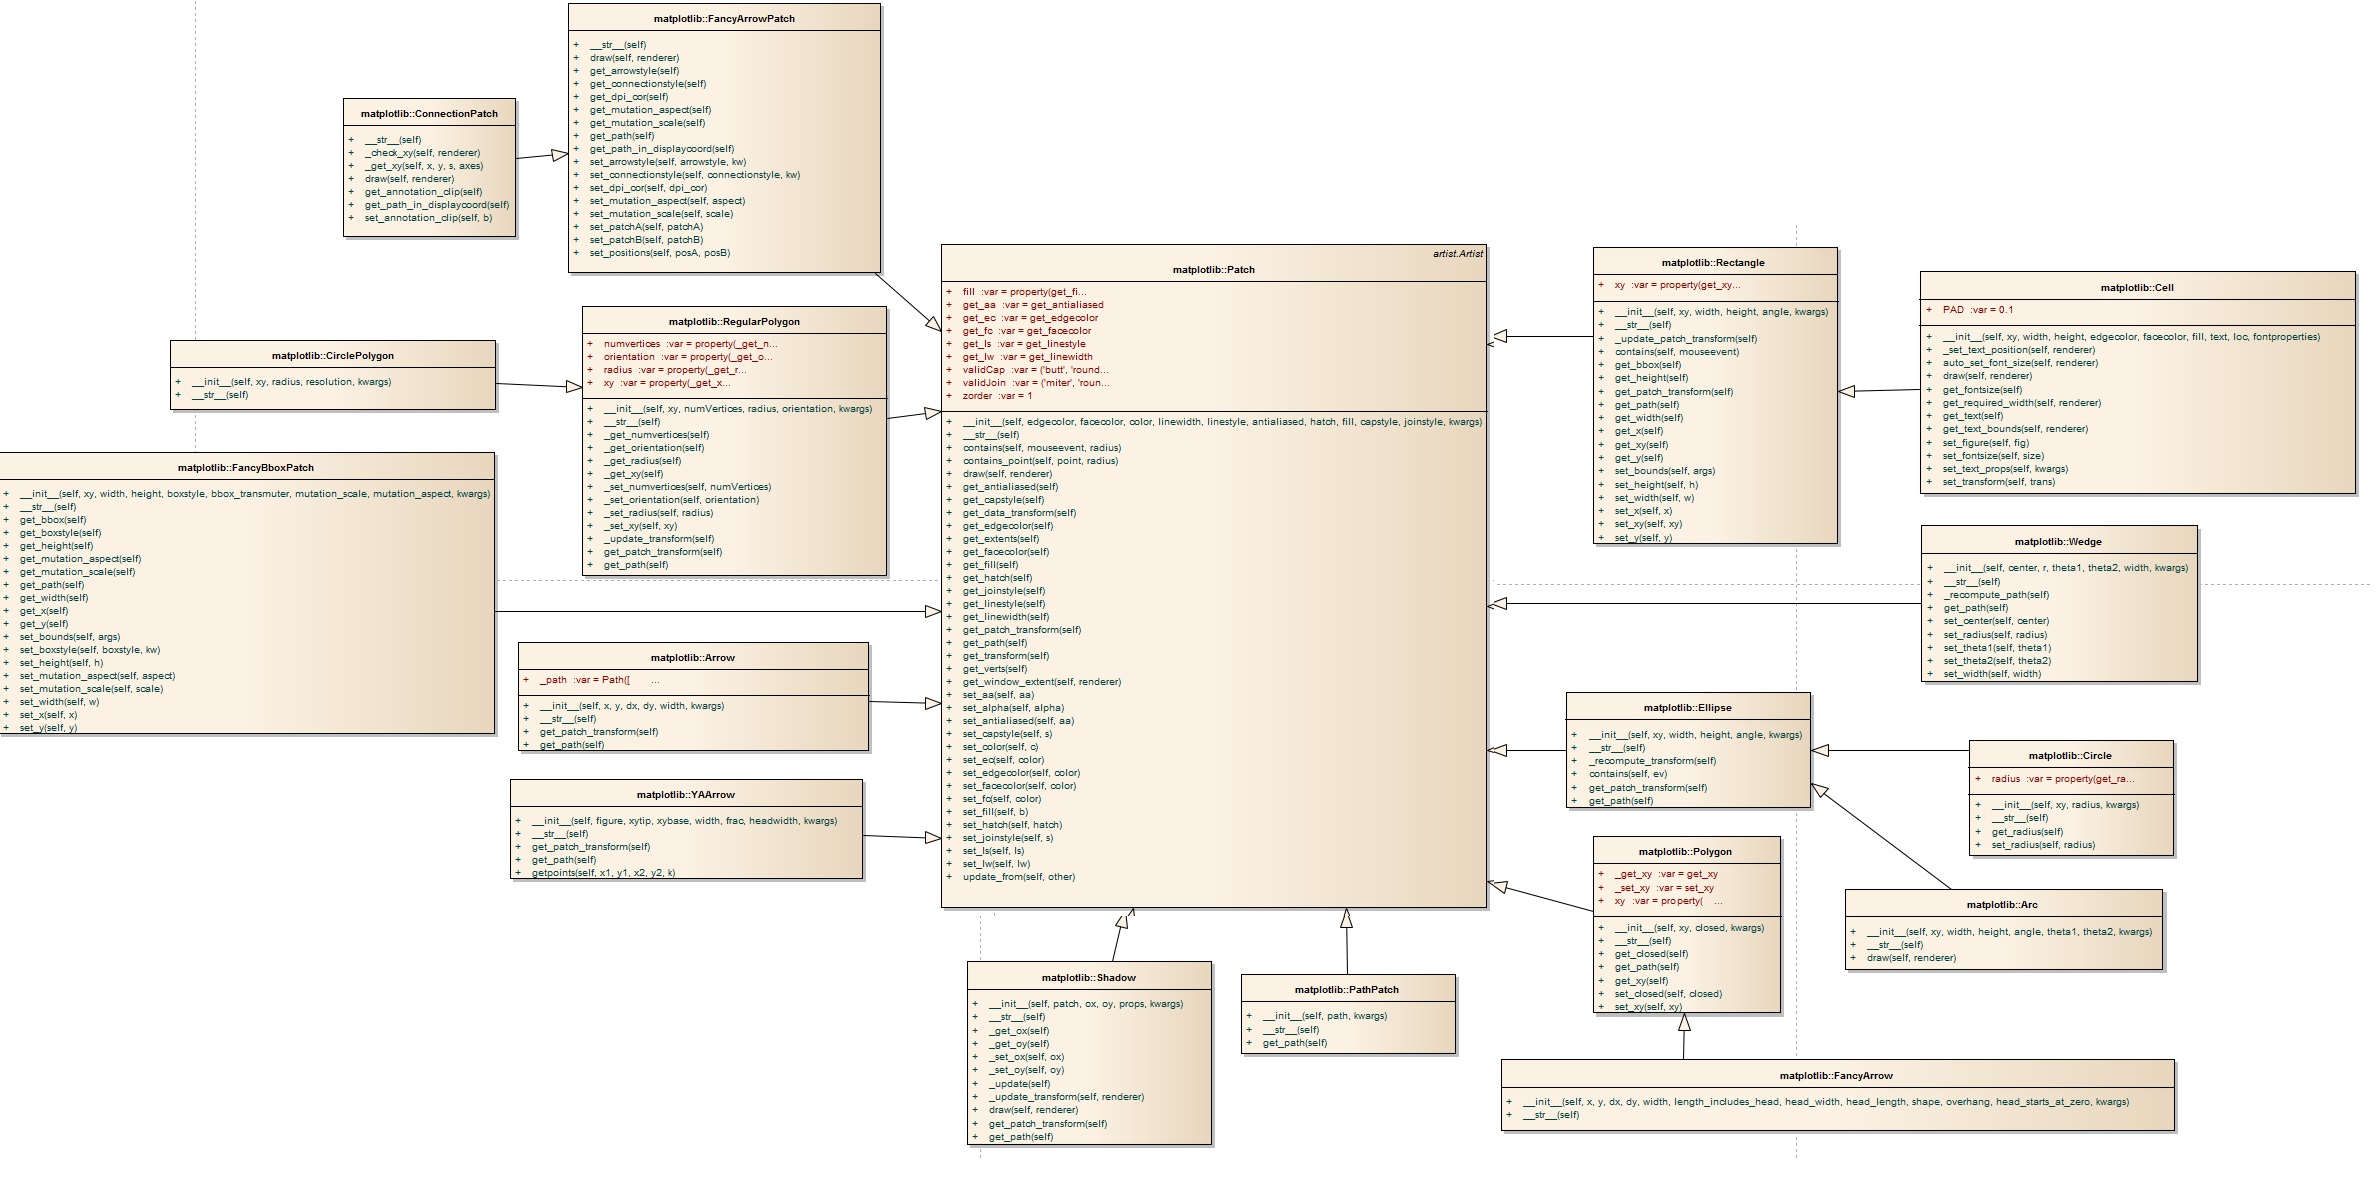 matplotlib::FancyArrowPatch
+ __str__(self)
+ draw(self, renderer)
+ get_arrowstyle(self)
+ get_connectionstyle(self)
+ get_dpi_cor(self)
+ get_mutation_aspect(self)
+ get_mutation_scale(self)
+ get_path(self)
+ get_path_in_displaycoord(self)
+ set_arrowstyle(self, arrowstyle, kw)
+ set_connectionstyle(self, connectionstyle, kw)
+ set_dpi_cor(self, dpi_cor)
+ set_mutation_aspect(self, aspect)
+ set_mutation_scale(self, scale)
+ set_patchA(self, patchA)
+ set_patchB(self, patchB)
+ set_positions(self, posA, posB)
matplotlib::ConnectionPatch
+ __str__(self)
+ _check_xy(self, renderer)
+ _get_xy(self, x, y, s, axes)
+ draw(self, renderer)
+ get_annotation_clip(self)
+ get_path_in_displaycoord(self)
+ set_annotation_clip(self, b)
matplotlib::RegularPolygon
+ numvertices :var = property(_get_n...
+ orientation :var = property(_get_o...
+ radius :var = property(_get_r...
+ xy :var = property(_get_x...
+ __init__(self, xy, numVertices, radius, orientation, kwargs)
+ __str__(self)
+ _get_numvertices(self)
+ _get_orientation(self)
+ _get_radius(self)
+ _get_xy(self)
+ _set_numvertices(self, numVertices)
+ _set_orientation(self, orientation)
+ _set_radius(self, radius)
+ _set_xy(self, xy)
+ _update_transform(self)
+ get_patch_transform(self)
+ get_path(self)
matplotlib::CirclePolygon
+ __init__(self, xy, radius, resolution, kwargs)
+ __str__(self)
matplotlib::FancyBboxPatch
+ __init__(self, xy, width, height, boxstyle, bbox_transmuter, mutation_scale, mutation_aspect, kwargs)
+ __str__(self)
+ get_bbox(self)
+ get_boxstyle(self)
+ get_height(self)
+ get_mutation_aspect(self)
+ get_mutation_scale(self)
+ get_path(self)
+ get_width(self)
+ get_x(self)
+ get_y(self)
+ set_bounds(self, args)
+ set_boxstyle(self, boxstyle, kw)
+ set_height(self, h)
+ set_mutation_aspect(self, aspect)
+ set_mutation_scale(self, scale)
+ set_width(self, w)
+ set_x(self, x)
+ set_y(self, y)
matplotlib::Arrow
+ _path :var = Path([ ...
+ __init__(self, x, y, dx, dy, width, kwargs)
+ __str__(self)
+ get_patch_transform(self)
+ get_path(self)
matplotlib::YAArrow
+ __init__(self, figure, xytip, xybase, width, frac, headwidth, kwargs)
+ __str__(self)
+ get_patch_transform(self)
+ get_path(self)
+ getpoints(self, x1, y1, x2, y2, k)
artist.Artist
matplotlib::Patch
+ fill :var = property(get_fi...
+ get_aa :var = get_antialiased
+ get_ec :var = get_edgecolor
+ get_fc :var = get_facecolor
+ get_ls :var = get_linestyle
+ get_lw :var = get_linewidth
+ validCap :var = ('butt', 'round...
+ validJoin :var = ('miter', 'roun...
+ zorder :var = 1
+ __init__(self, edgecolor, facecolor, color, linewidth, linestyle, antialiased, hatch, fill, capstyle, joinstyle, kwargs)
+ __str__(self)
+ contains(self, mouseevent, radius)
+ contains_point(self, point, radius)
+ draw(self, renderer)
+ get_antialiased(self)
+ get_capstyle(self)
+ get_data_transform(self)
+ get_edgecolor(self)
+ get_extents(self)
+ get_facecolor(self)
+ get_fill(self)
+ get_hatch(self)
+ get_joinstyle(self)
+ get_linestyle(self)
+ get_linewidth(self)
+ get_patch_transform(self)
+ get_path(self)
+ get_transform(self)
+ get_verts(self)
+ get_window_extent(self, renderer)
+ set_aa(self, aa)
+ set_alpha(self, alpha)
+ set_antialiased(self, aa)
+ set_capstyle(self, s)
+ set_color(self, c)
+ set_ec(self, color)
+ set_edgecolor(self, color)
+ set_facecolor(self, color)
+ set_fc(self, color)
+ set_fill(self, b)
+ set_hatch(self, hatch)
+ set_joinstyle(self, s)
+ set_ls(self, ls)
+ set_lw(self, lw)
+ update_from(self, other)
matplotlib::Rectangle
+ xy :var = property(get_xy...
+ __init__(self, xy, width, height, angle, kwargs)
+ __str__(self)
+ _update_patch_transform(self)
+ contains(self, mouseevent)
+ get_bbox(self)
+ get_height(self)
+ get_patch_transform(self)
+ get_path(self)
+ get_width(self)
+ get_x(self)
+ get_xy(self)
+ get_y(self)
+ set_bounds(self, args)
+ set_height(self, h)
+ set_width(self, w)
+ set_x(self, x)
+ set_xy(self, xy)
+ set_y(self, y)
matplotlib::Cell
+ PAD :var = 0.1
+ __init__(self, xy, width, height, edgecolor, facecolor, fill, text, loc, fontproperties)
+ _set_text_position(self, renderer)
+ auto_set_font_size(self, renderer)
+ draw(self, renderer)
+ get_fontsize(self)
+ get_required_width(self, renderer)
+ get_text(self)
+ get_text_bounds(self, renderer)
+ set_figure(self, fig)
+ set_fontsize(self, size)
+ set_text_props(self, kwargs)
+ set_transform(self, trans)
matplotlib::Wedge
+ __init__(self, center, r, theta1, theta2, width, kwargs)
+ __str__(self)
+ _recompute_path(self)
+ get_path(self)
+ set_center(self, center)
+ set_radius(self, radius)
+ set_theta1(self, theta1)
+ set_theta2(self, theta2)
+ set_width(self, width)
matplotlib::Ellipse
+ __init__(self, xy, width, height, angle, kwargs)
+ __str__(self)
+ _recompute_transform(self)
+ contains(self, ev)
+ get_patch_transform(self)
+ get_path(self)
matplotlib::Circle
+ radius :var = property(get_ra...
+ __init__(self, xy, radius, kwargs)
+ __str__(self)
+ get_radius(self)
+ set_radius(self, radius)
matplotlib::Polygon
+ _get_xy :var = get_xy
+ _set_xy :var = set_xy
+ xy :var = property( ...
+ __init__(self, xy, closed, kwargs)
+ __str__(self)
+ get_closed(self)
+ get_path(self)
+ get_xy(self)
+ set_closed(self, closed)
+ set_xy(self, xy)
matplotlib::Arc
+ __init__(self, xy, width, height, angle, theta1, theta2, kwargs)
+ __str__(self)
+ draw(self, renderer)
matplotlib::Shadow
+ __init__(self, patch, ox, oy, props, kwargs)
+ __str__(self)
+ _get_ox(self)
+ _get_oy(self)
+ _set_ox(self, ox)
+ _set_oy(self, oy)
+ _update(self)
+ _update_transform(self, renderer)
+ draw(self, renderer)
+ get_patch_transform(self)
+ get_path(self)
matplotlib::PathPatch
+ __init__(self, path, kwargs)
+ __str__(self)
+ get_path(self)
matplotlib::FancyArrow
+ __init__(self, x, y, dx, dy, width, length_includes_head, head_width, head_length, shape, overhang, head_starts_at_zero, kwargs)
+ __str__(self)